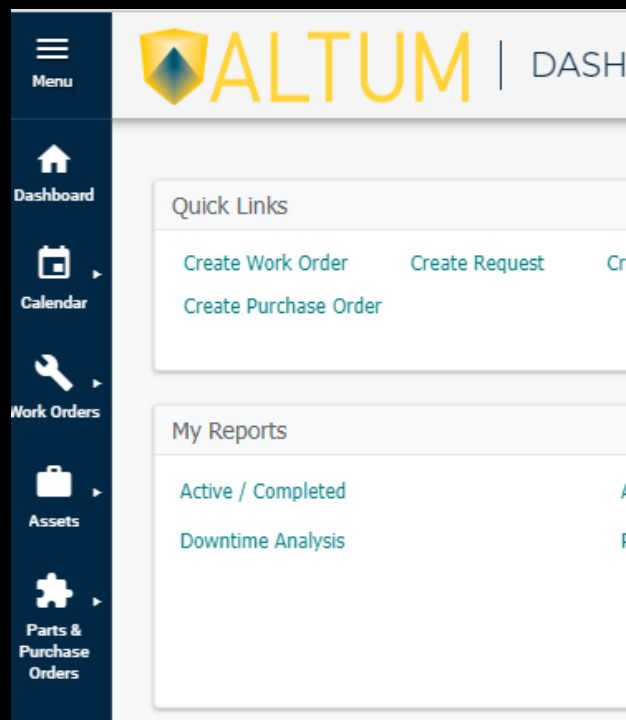 Menu
ALTUM
DASH
Dashboard
Calendar
Work Orders
Assets
Parts &
Purchase
Orders
Quick Links
Create Work Order Create Request Cr
Create Purchase Order
My Reports
Active / Completed
Downtime Analysis